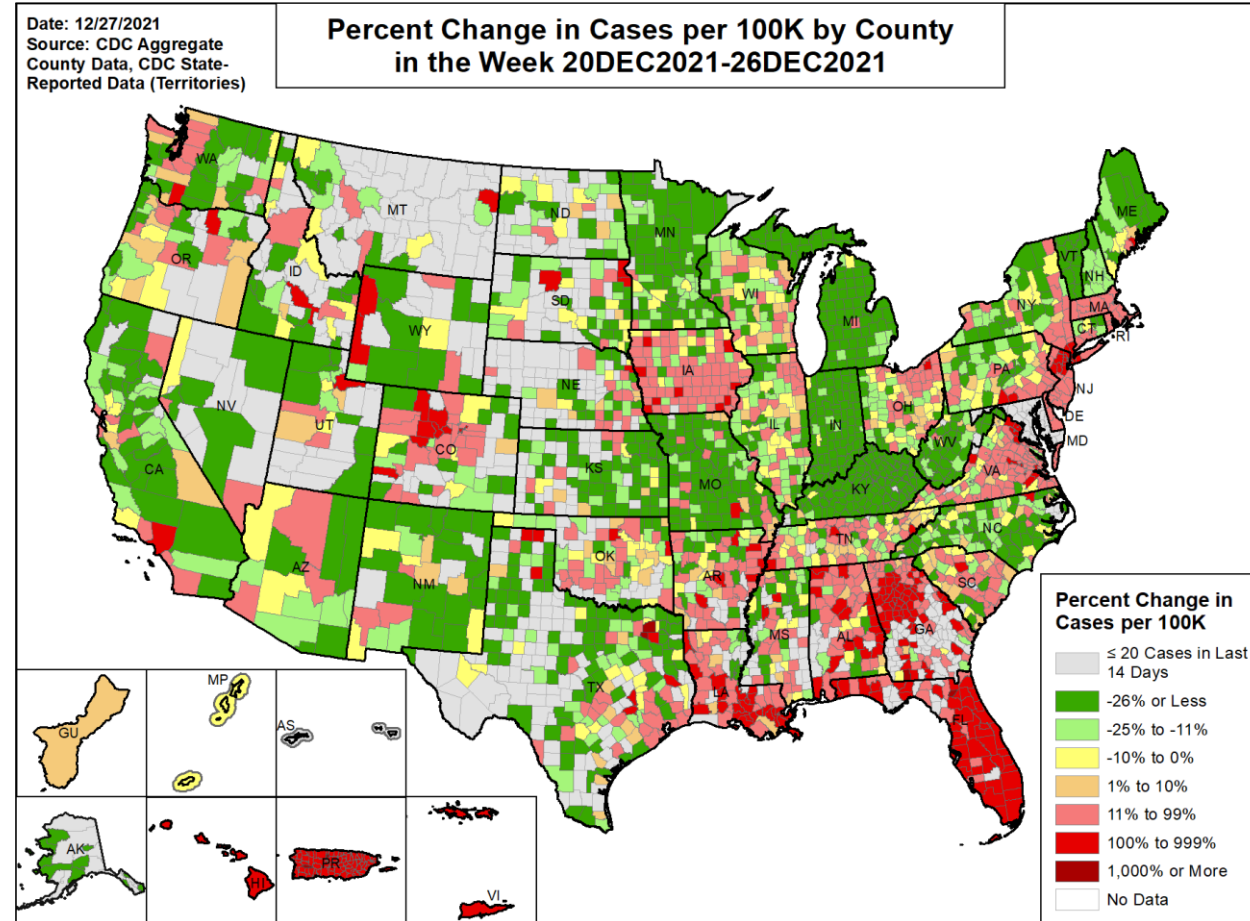 Date: 12/27/2021
Source: CDC Aggregate
County Data, CDC State-
Reported Data (Territories)
Percent Change in Cases per 100K by County
in the Week 20DEC2021-26DEC2021
WA
MT
ND
MN
ME
OR
ID
SD
WI
VT
NH
NY
MA
WY
MI
CT
RI
IA
NE
PA
NJ
NV
UT
IL
IN
OH
DE
CO
WV
MD
CA
KS
MO
KY
VA
AZ
NM
OK
TN
NC
AR
SC
MS
AL
GA
TX
LA
FL
MP
AS
GU
AK
HI
PR
VI
Percent Change in
Cases per 100K
≤ 20 Cases in Last
14 Days
-26% or Less
-25% to -11%
-10% to 0%
1% to 10%
11% to 99%
100% to 999%
1,000% or More
No Data